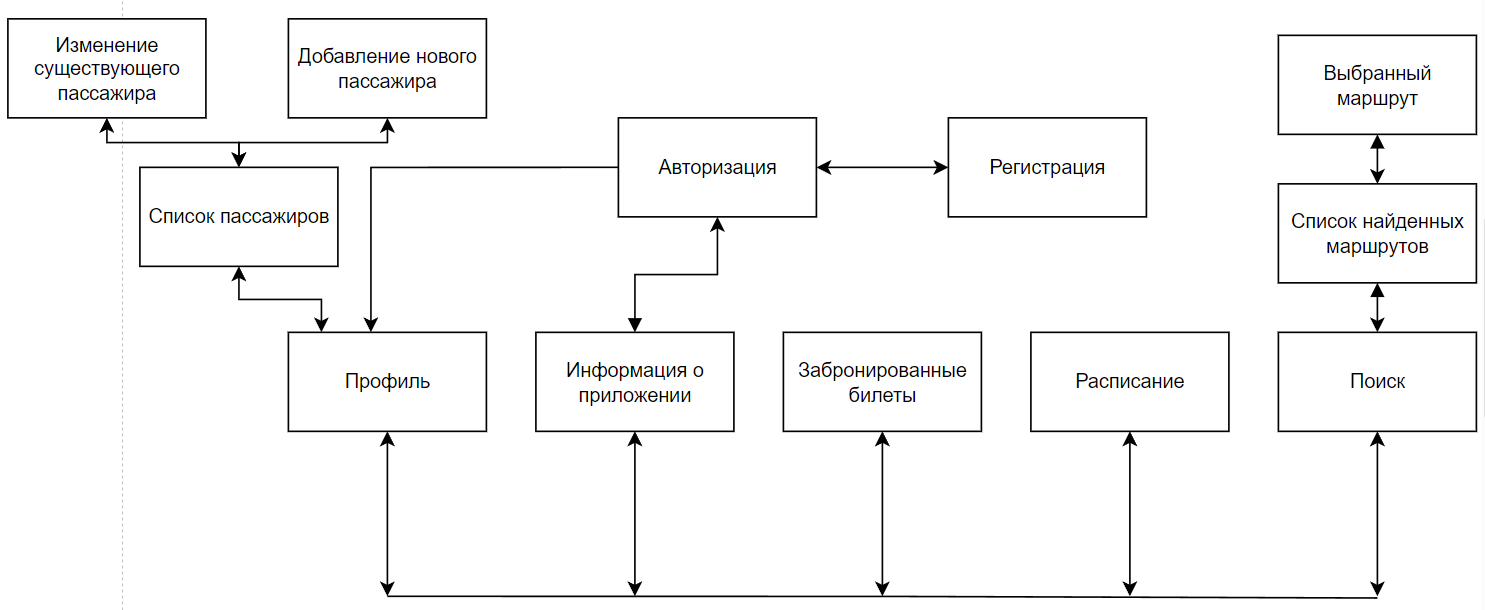 Изменение
существующего
пассажира
Добавление нового
пассажира
Выбранный
маршрут
Авторизация
Регистрация
Список пассажиров
Список найденных
маршрутов
Профиль
Информация о
приложении
Забронированные
билеты
Расписание
Поиск